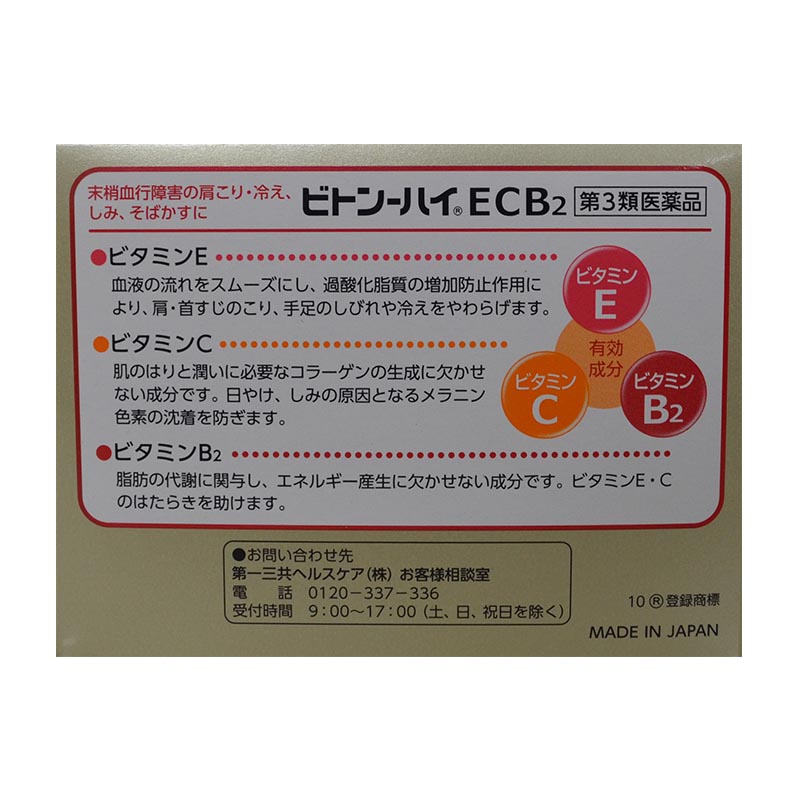 末梢血行障害の肩こり・冷え、
しみ、そばかすに
ビトン-ハイ® ECB2 第3類医薬品
●ビタミンE
血液の流れをスムーズにし、過酸化脂質の増加防止作用に
より、肩・首すじのこり、手足のしびれや冷えをやわらげます。
●ビタミンC
肌のはりと潤いに必要なコラーゲンの生成に欠かせ
ない成分です。日やけ、しみの原因となるメラニン
色素の沈着を防ぎます。
ビタミン
E
有効
成分
ビタミン
C
ビタミン
B2
●ビタミンB2
脂肪の代謝に関与し、エネルギー産生に欠かせない成分です。ビタミンE・C
のはたらきを助けます。
●お問い合わせ先
第一三共ヘルスケア(株) お客様相談室
電 話 0120-337-336
受付時間 9:00~17:00(土、日、祝日を除く)
10 ®登録商標
MADE IN JAPAN